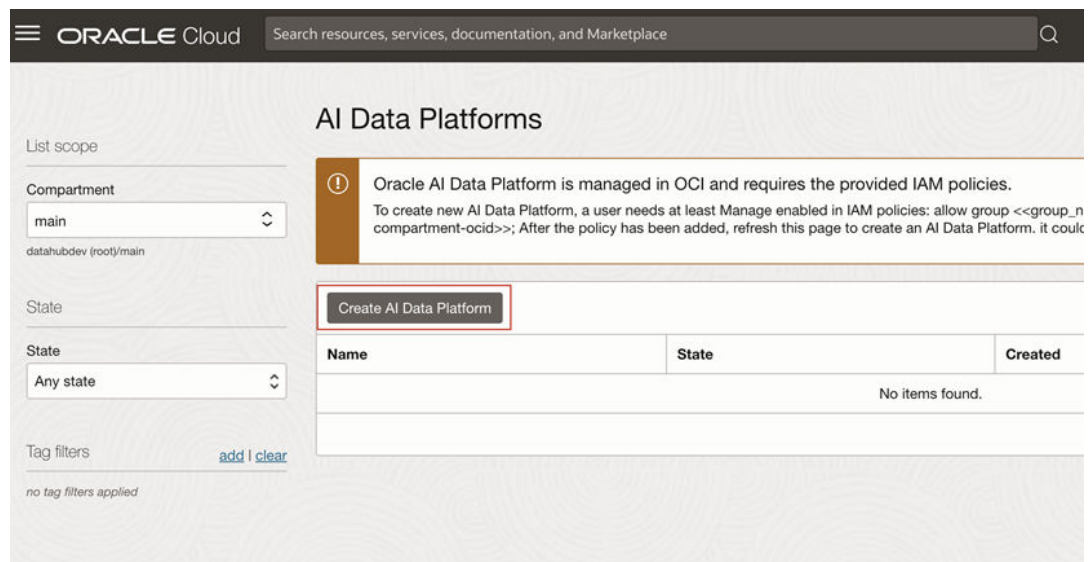 ORACLE Cloud
Search resources, services, documentation, and Marketplace
AI Data Platforms
List scope
Compartment
main
datahubdev (root)/main
State
State
Any state
Tag filters
add | clear
no tag filters applied
Oracle AI Data Platform is managed in OCI and requires the provided IAM policies.
To create new AI Data Platform, a user needs at least Manage enabled in IAM policies: allow group <<group_n
compartment-ocid>>; After the policy has been added, refresh this page to create an AI Data Platform. it could
Create AI Data Platform
Name State Created
No items found.